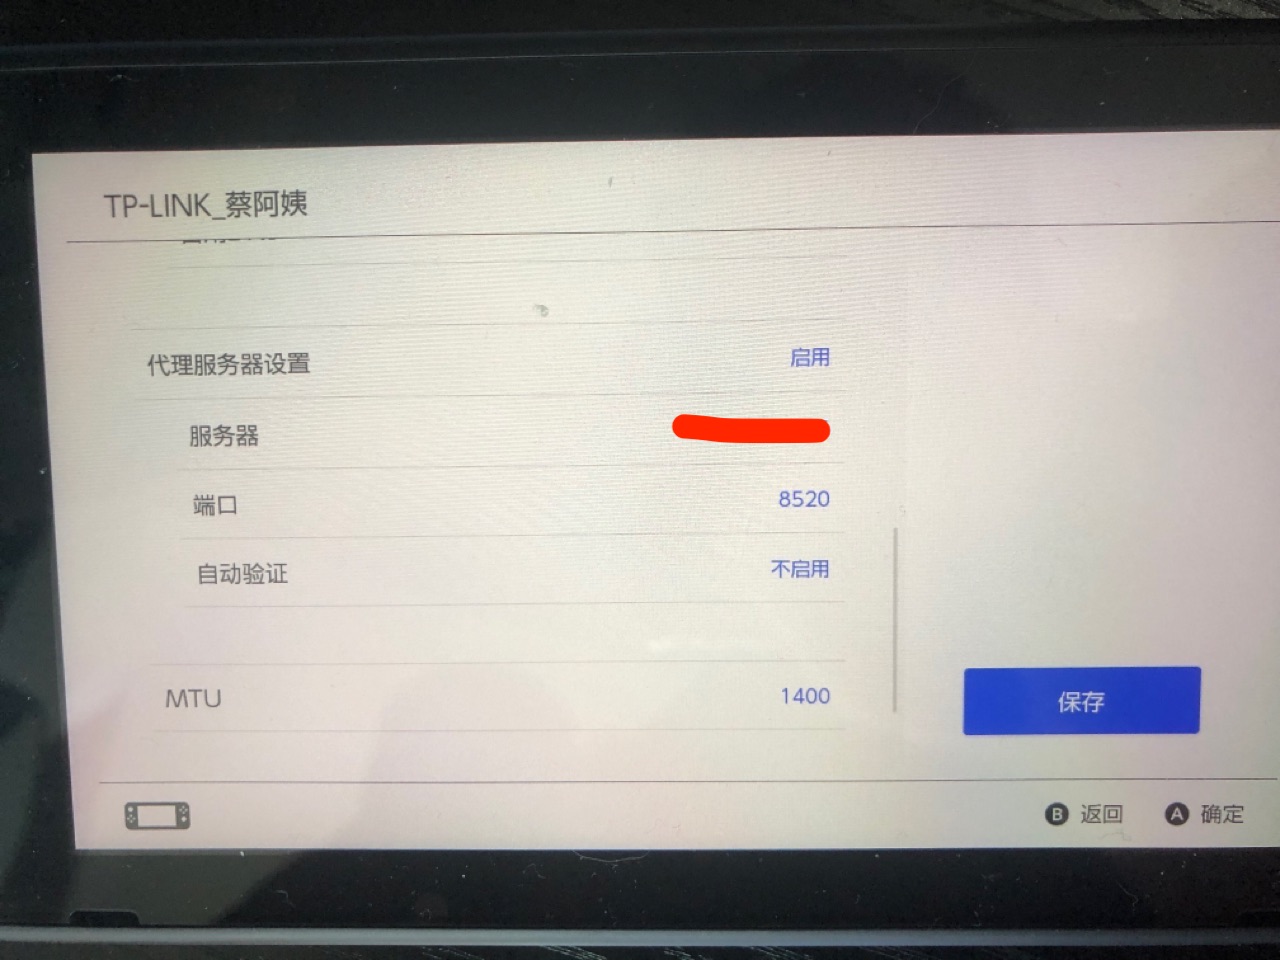 TP-LINK_蔡阿姨
代理服务器设置 启用
服务器
端口 8520
自动验证 不启用
MTU 1400
保存
B 返回 A 确定